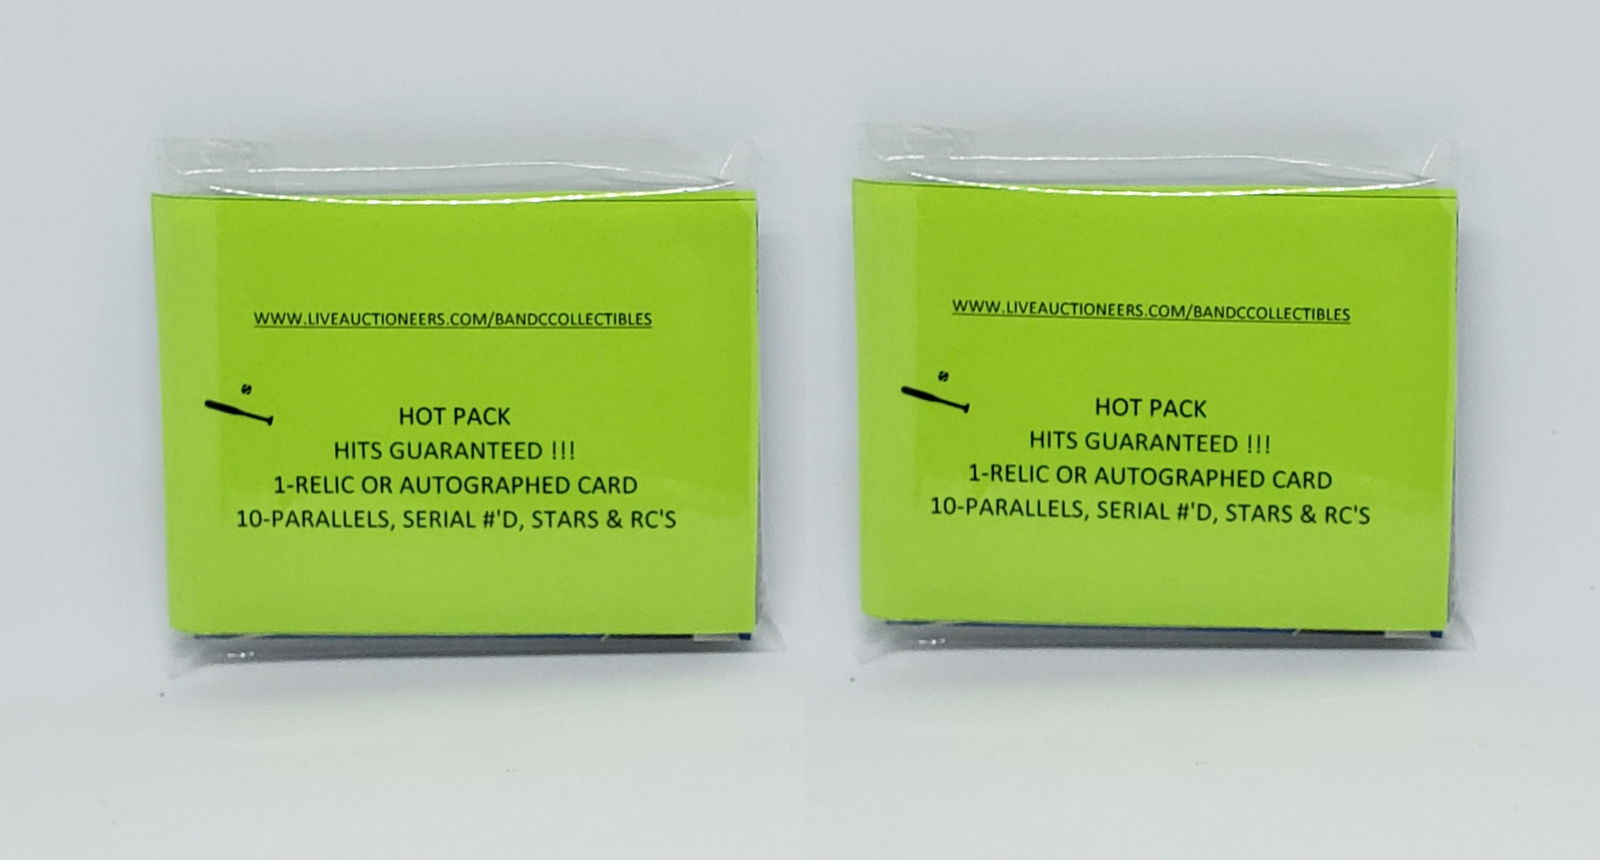 WWW.LIVEAUCTIONEERS.COM/BANDCCOLLECTIBLES
HOT PACK
HITS GUARANTEED !!!
1-RELIC OR AUTOGRAPHED CARD
10-PARALLELS, SERIAL #'D, STARS & RC'S
WWW.LIVEAUCTIONEERS.COM/BANDCCOLLECTIBLES
HOT PACK
HITS GUARANTEED !!!
1-RELIC OR AUTOGRAPHED CARD
10-PARALLELS, SERIAL #'D, STARS & RC'S